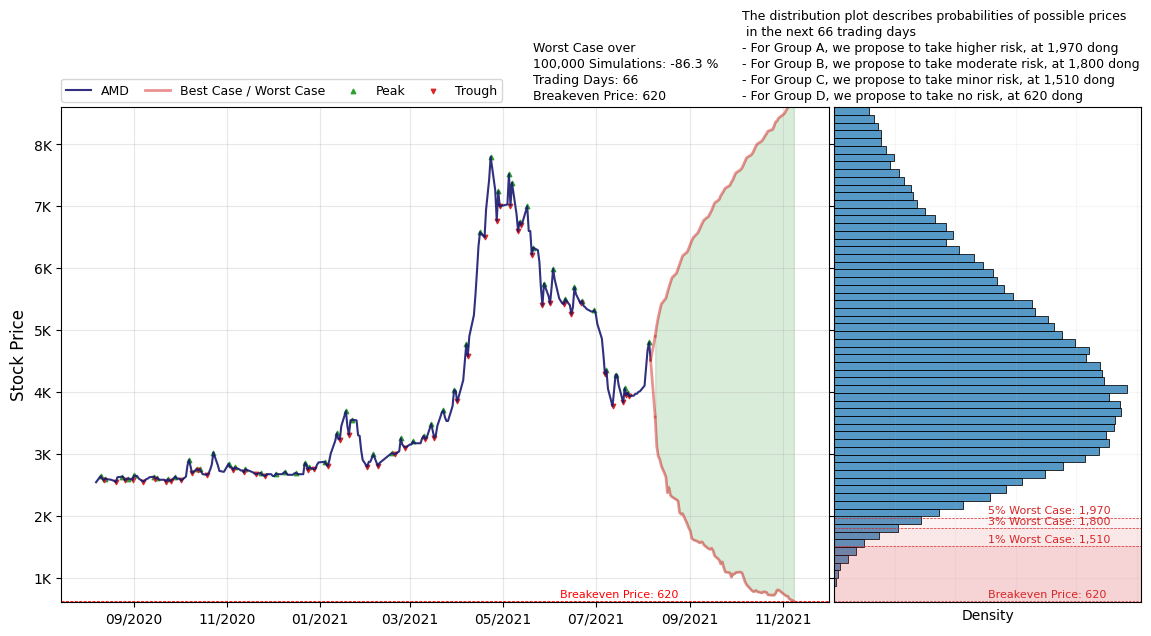 The distribution plot describes probabilities of possible prices
in the next 66 trading days
- For Group A, we propose to take higher risk, at 1,970 dong
- For Group B, we propose to take moderate risk, at 1,800 dong
- For Group C, we propose to take minor risk, at 1,510 dong
- For Group D, we propose to take no risk, at 620 dong
Worst Case over
100,000 Simulations: -86.3 %
Trading Days: 66
Breakeven Price: 620
AMD Best Case / Worst Case Peak Trough
Stock Price
8K
7K
6K
5K
4K
3K
2K
1K
5% Worst Case: 1,970
3% Worst Case: 1,800
1% Worst Case: 1,510
Breakeven Price: 620
Breakeven Price: 620
09/2020 11/2020 01/2021 03/2021 05/2021 07/2021 09/2021 11/2021
Density